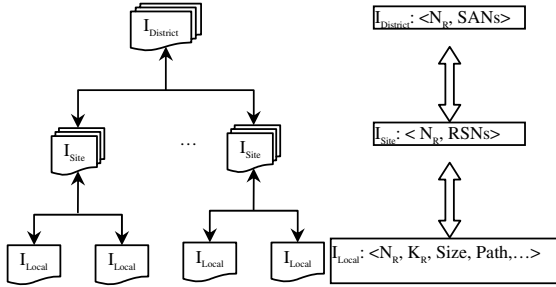 I_District
I_District: <N_R, SANs>
I_Site
...
I_Site
I_Site: < N_R, RSNs>
I_Local
I_Local
I_Local
I_Local
I_Local: <N_R, K_R, Size, Path,…>